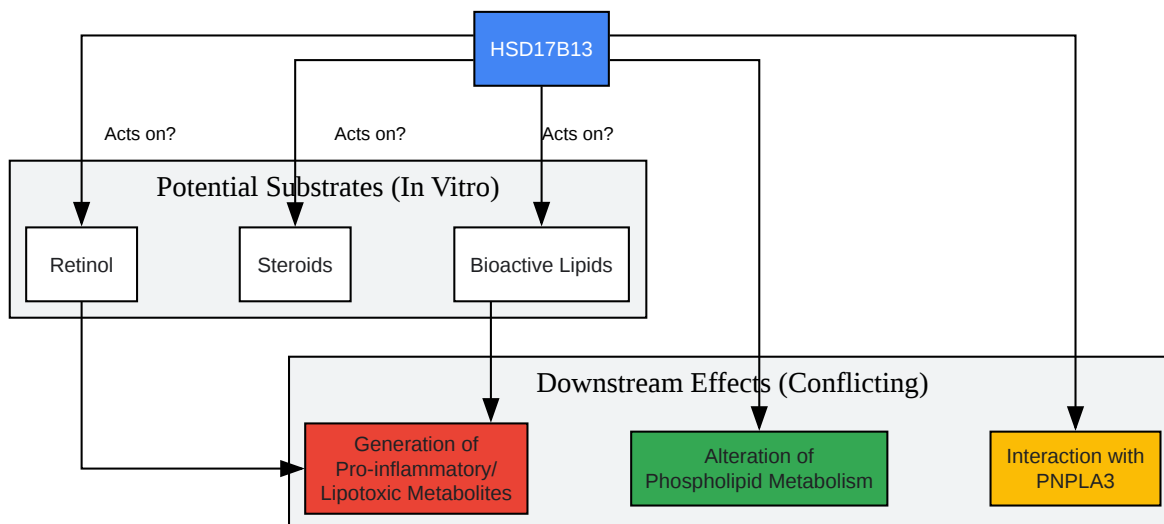 HSD17B13
Acts on?
Acts on?
Acts on?
Potential Substrates (In Vitro)
Retinol
Steroids
Bioactive Lipids
Downstream Effects (Conflicting)
Generation of
Pro-inflammatory/
Lipotoxic Metabolites
Alteration of
Phospholipid Metabolism
Interaction with
PNPLA3